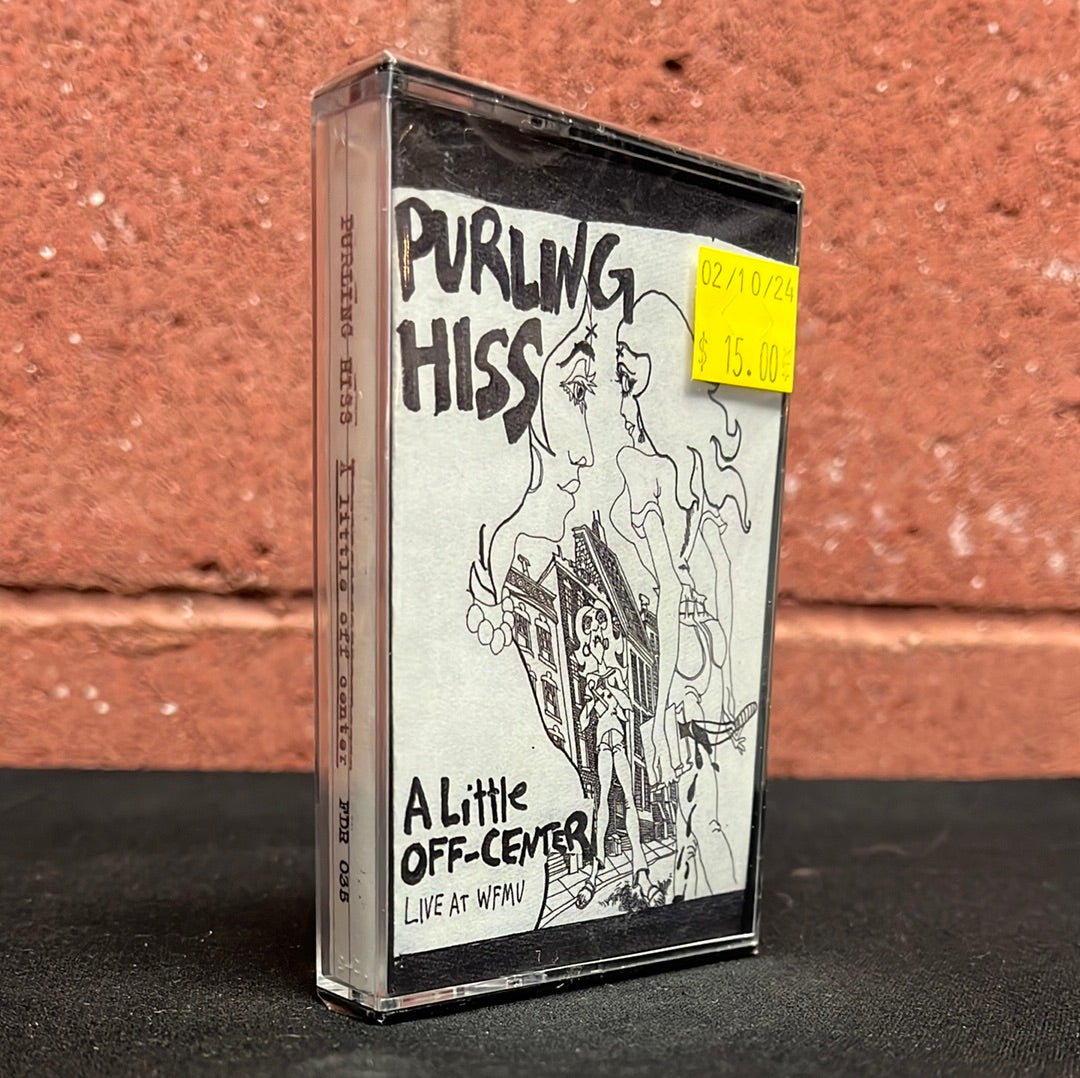 PURLING HISS A little off center FDR 038
PURLING
HISS
02/10/24
$ 15.00
A Little
OFF-CENTER
LIVE AT WFMU